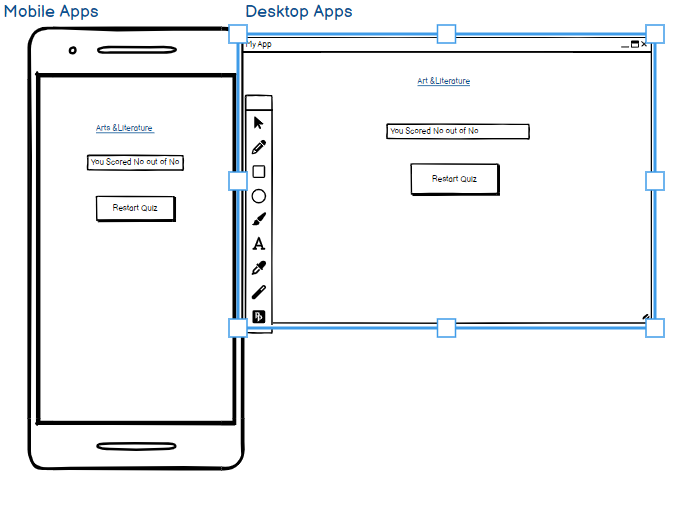 Mobile Apps
Desktop Apps
My App
Arts &Literature
You Scored No out of No
Restart Quiz
Art &Literature
You Scored No out of No
Restart Quiz
A